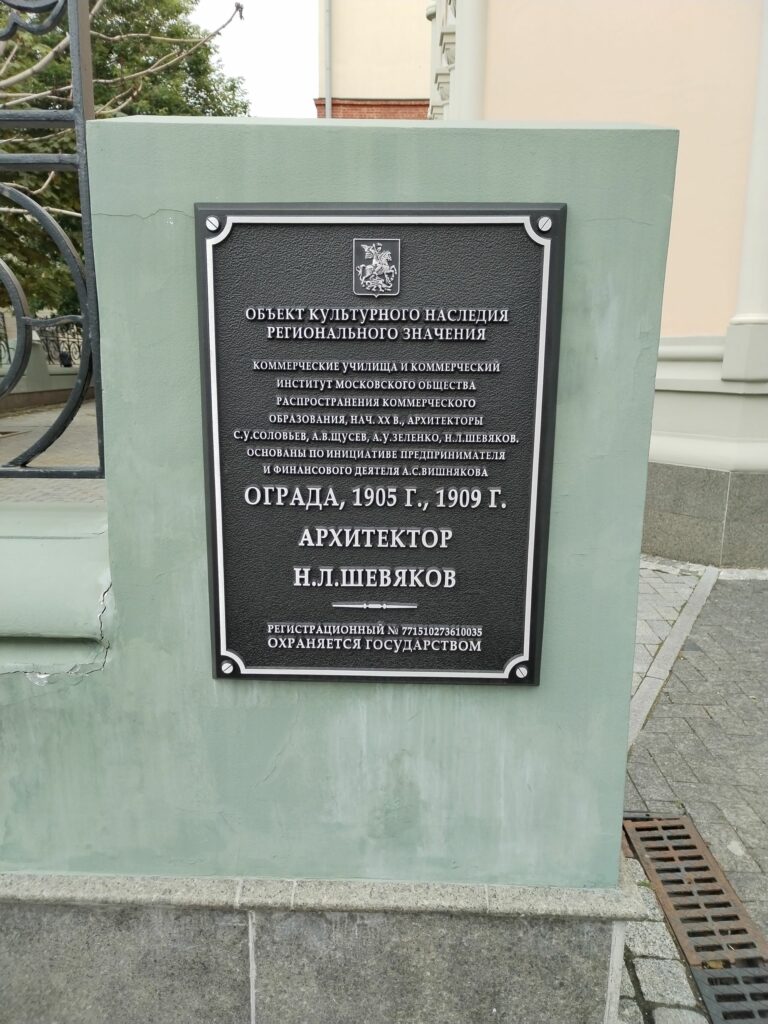 ОБЪЕКТ КУЛЬТУРНОГО НАСЛЕДИЯ
РЕГИОНАЛЬНОГО ЗНАЧЕНИЯ
КОММЕРЧЕСКИЕ УЧИЛИЩА И КОММЕРЧЕСКИЙ
ИНСТИТУТ МОСКОВСКОГО ОБЩЕСТВА
РАСПРОСТРАНЕНИЯ КОММЕРЧЕСКОГО
ОБРАЗОВАНИЯ, НАЧ. XX В., АРХИТЕКТОРЫ
С.У.СОЛОВЬЕВ, А.В.ЩУСЕВ, А.У.ЗЕЛЕНКО, Н.Л.ШЕВЯКОВ.
ОСНОВАНЫ ПО ИНИЦИАТИВЕ ПРЕДПРИНИМАТЕЛЯ
И ФИНАНСОВОГО ДЕЯТЕЛЯ А.С.ВИШНЯКОВА
ОГРАДА, 1905 Г., 1909 Г.
АРХИТЕКТОР
Н.Л.ШЕВЯКОВ
РЕГИСТРАЦИОННЫЙ № 771510273610035
ОХРАНЯЕТСЯ ГОСУДАРСТВОМ